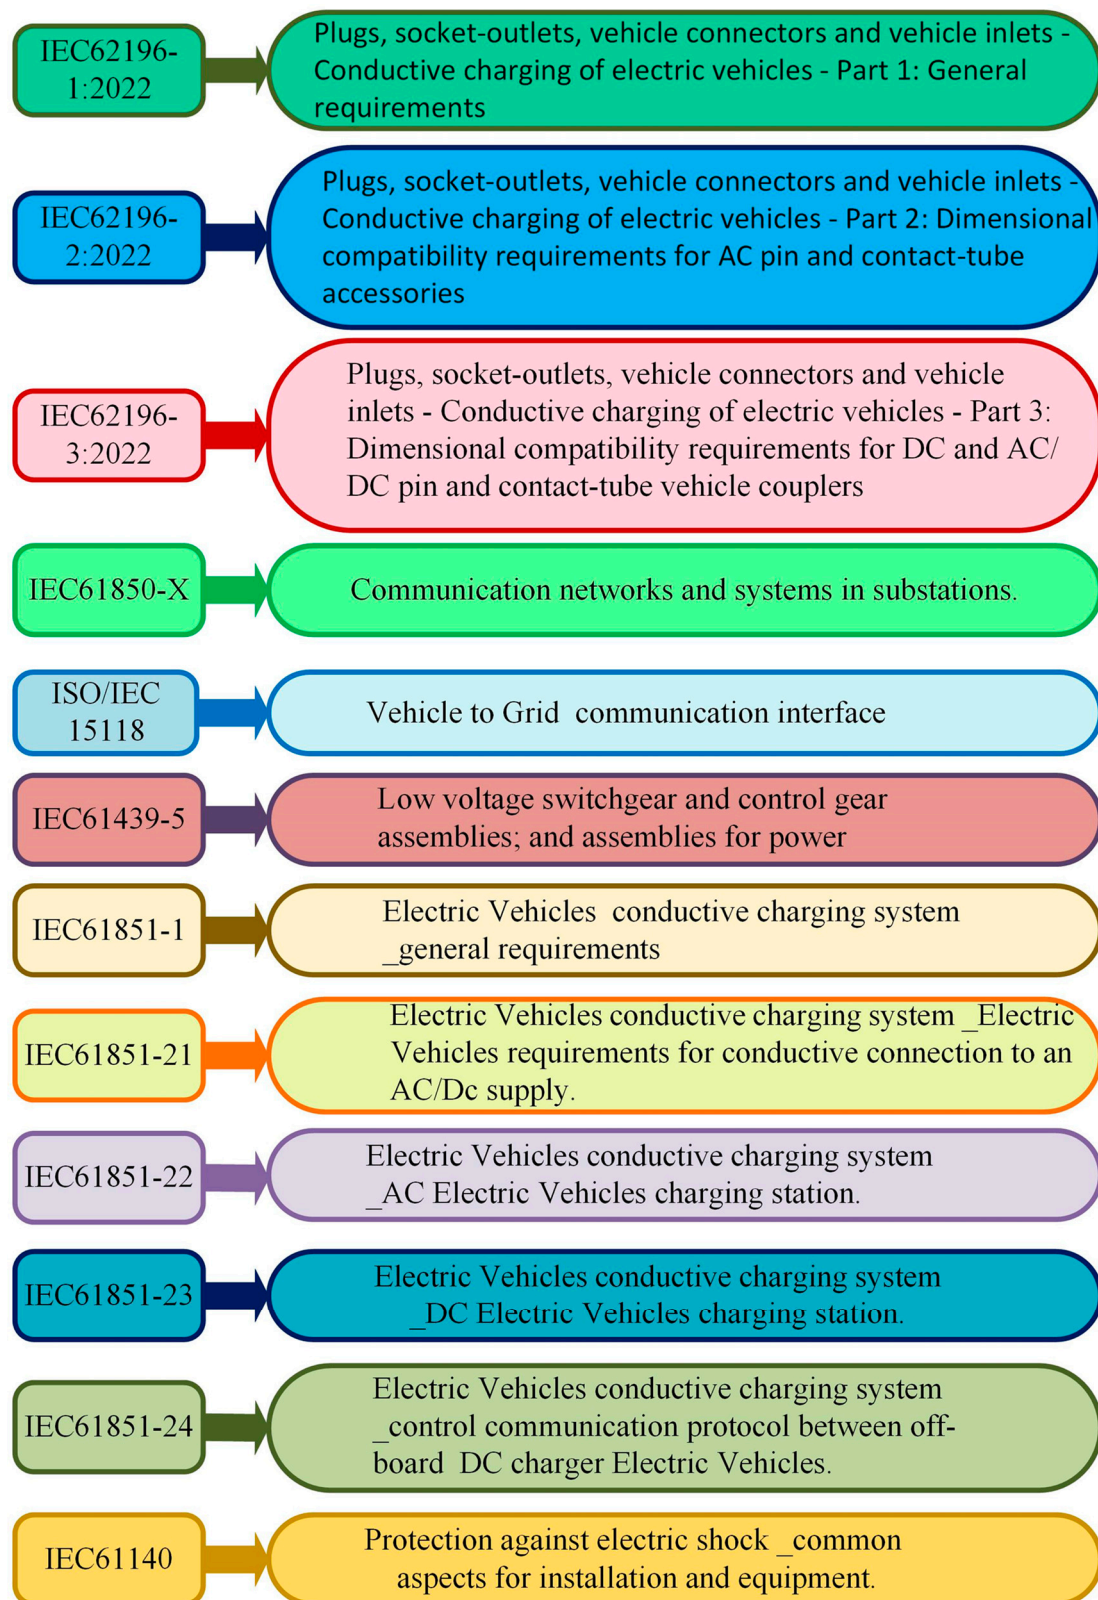 IEC62196-
1:2022
Plugs, socket-outlets, vehicle connectors and vehicle inlets -
Conductive charging of electric vehicles - Part 1: General
requirements
IEC62196-
2:2022
Plugs, socket-outlets, vehicle connectors and vehicle inlets -
Conductive charging of electric vehicles - Part 2: Dimensional
compatibility requirements for AC pin and contact-tube
accessories
IEC62196-
3:2022
Plugs, socket-outlets, vehicle connectors and vehicle
inlets - Conductive charging of electric vehicles - Part 3:
Dimensional compatibility requirements for DC and AC/
DC pin and contact-tube vehicle couplers
IEC61850-X
Communication networks and systems in substations.
ISO/IEC
15118
Vehicle to Grid  communication interface
IEC61439-5
Low voltage switchgear and control gear
assemblies; and assemblies for power
IEC61851-1
Electric Vehicles  conductive charging system
_general requirements
IEC61851-21
Electric Vehicles conductive charging system _Electric
Vehicles requirements for conductive connection to an
AC/Dc supply.
IEC61851-22
Electric Vehicles conductive charging system
_AC Electric Vehicles charging station.
IEC61851-23
Electric Vehicles conductive charging system
_DC Electric Vehicles charging station.
IEC61851-24
Electric Vehicles conductive charging system
_control communication protocol between off-
board  DC charger Electric Vehicles.
IEC61140
Protection against electric shock _common
aspects for installation and equipment.